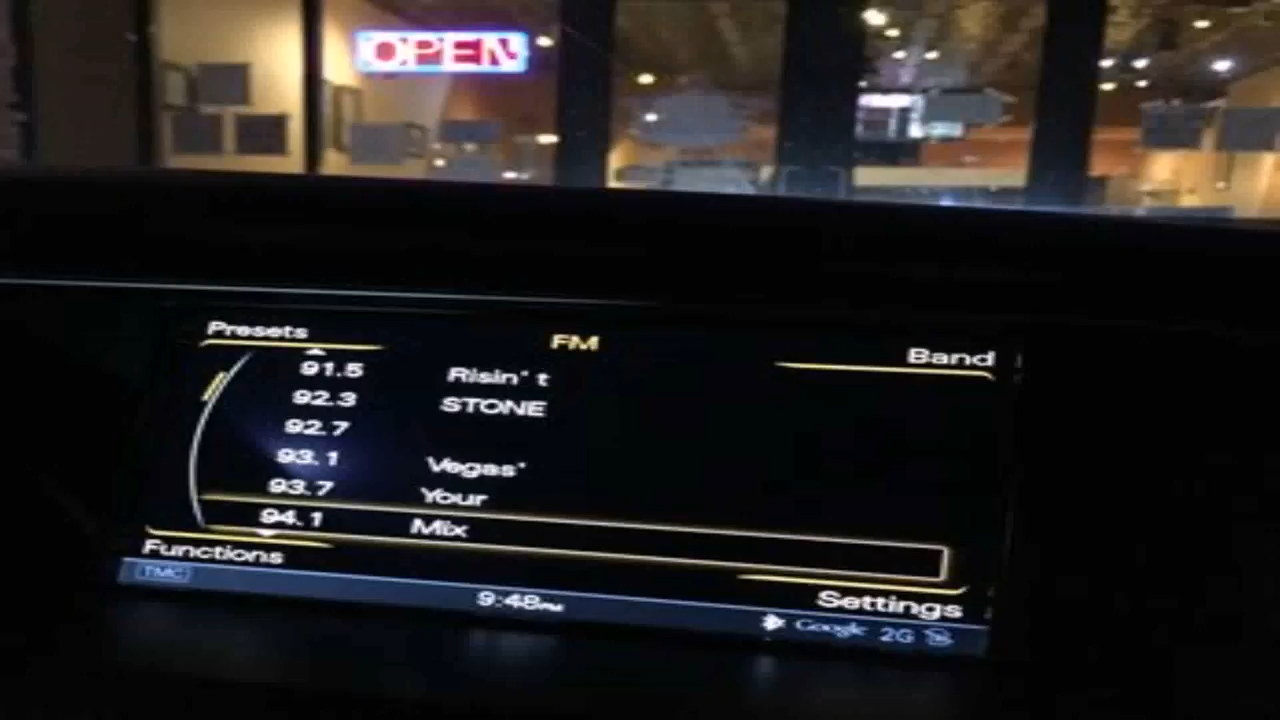 OPEN
Presets FM Band
91.5 Risin' t
92.3 STONE
92.7
93.1 Vegas'
93.7 Your
94.1 Mix
Functions Settings
TMC 9:48PM Google 2G